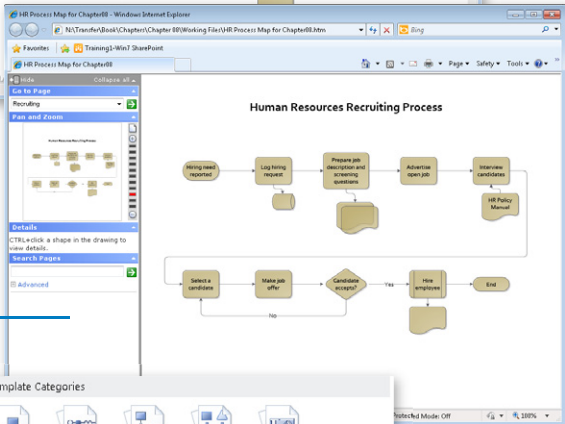 HR Process Map for Chapter08 - Windows Internet Explorer
N:\Transfer\Book\Chapters\Chapter 08\Working Files\HR Process Map for Chapter08.htm
Bing
Favorites
Training1-Win7 SharePoint
HR Process Map for Chapter08
Page
Safety
Tools
Hide
Collapse all
Go to Page
Recruiting
Pan and Zoom
Human Resources Recruiting Process
Details
CTRL+click a shape in the drawing to
view details.
Search Pages
Advanced
Human Resources Recruiting Process
Hiring need
reported
Log hiring
request
Prepare job
description and
screening
questions
Advertise
open job
Interview
candidates
HR Policy
Manual
Select a
candidate
Make job
offer
Candidate
accepts?
Yes
Hire
employee
End
No
mplate Categories
Protected Mode: Off
100%